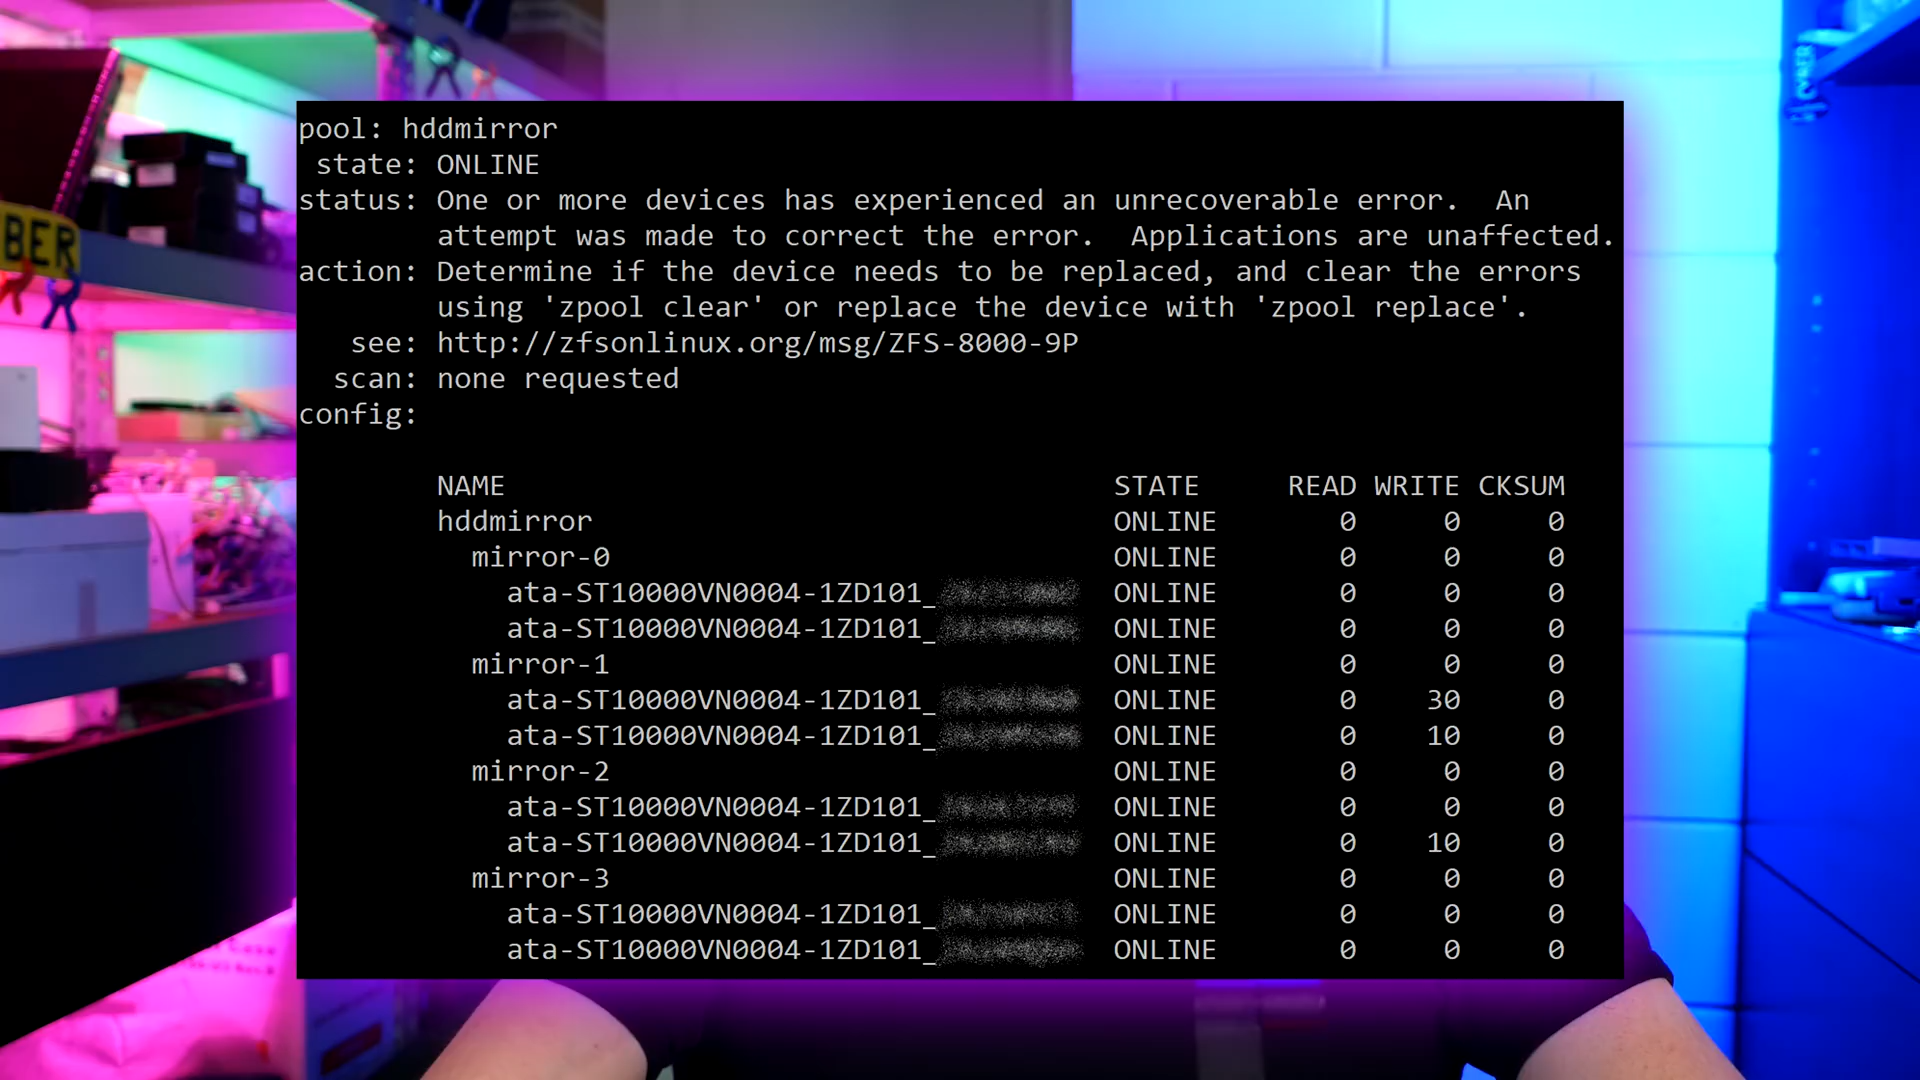 pool: hddmirror
state: ONLINE
status: One or more devices has experienced an unrecoverable error.  An
attempt was made to correct the error.  Applications are unaffected.
action: Determine if the device needs to be replaced, and clear the errors
using 'zpool clear' or replace the device with 'zpool replace'.
see: http://zfsonlinux.org/msg/ZFS-8000-9P
scan: none requested
config:
NAME STATE READ WRITE CKSUM
hddmirror ONLINE 0 0 0
mirror-0 ONLINE 0 0 0
ata-ST10000VN0004-1ZD101_ ONLINE 0 0 0
ata-ST10000VN0004-1ZD101_ ONLINE 0 0 0
mirror-1 ONLINE 0 0 0
ata-ST10000VN0004-1ZD101_ ONLINE 0 30 0
ata-ST10000VN0004-1ZD101_ ONLINE 0 10 0
mirror-2 ONLINE 0 0 0
ata-ST10000VN0004-1ZD101_ ONLINE 0 0 0
ata-ST10000VN0004-1ZD101_ ONLINE 0 10 0
mirror-3 ONLINE 0 0 0
ata-ST10000VN0004-1ZD101_ ONLINE 0 0 0
ata-ST10000VN0004-1ZD101_ ONLINE 0 0 0
BER
CYBER